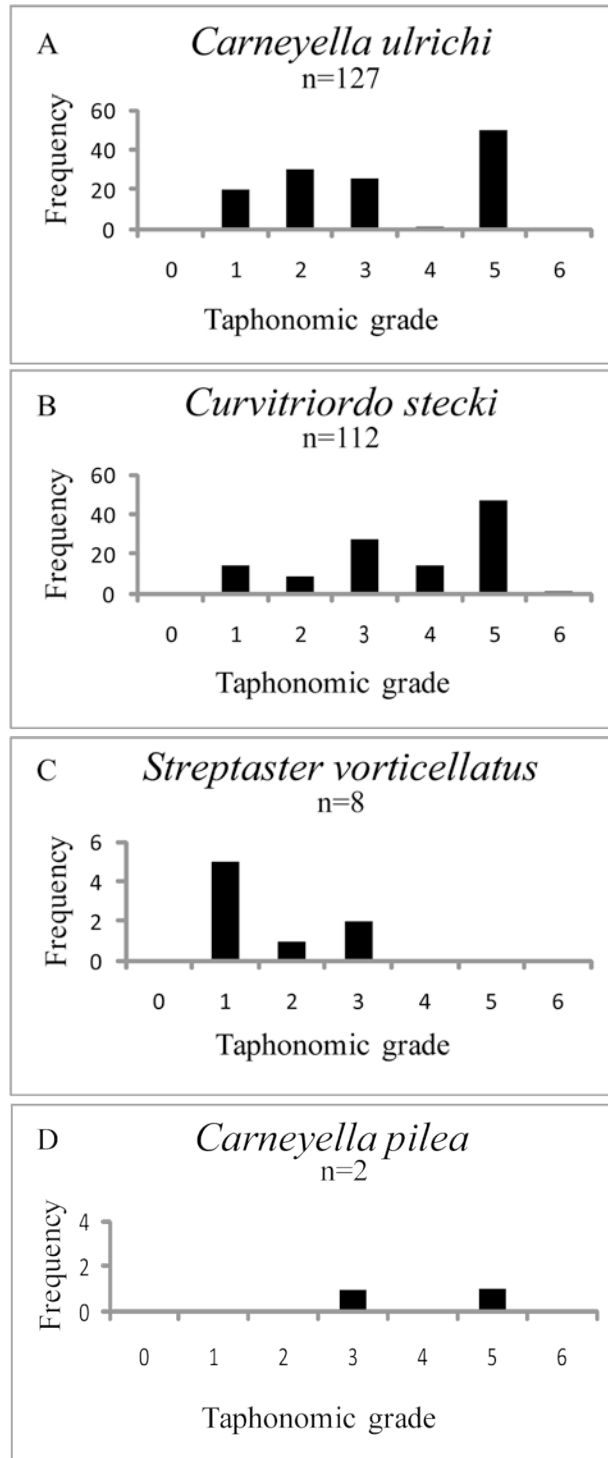 A
Carneyella ulrichi
n=127
Frequency
60
40
20
0
0 1 2 3 4 5 6
Taphonomic grade
B
Curvitriordo stecki
n=112
Frequency
60
40
20
0
0 1 2 3 4 5 6
Taphonomic grade
C
Streptaster vorticellatus
n=8
Frequency
6
4
2
0
0 1 2 3 4 5 6
Taphonomic grade
D
Carneyella pilea
n=2
Frequency
4
2
0
0 1 2 3 4 5 6
Taphonomic grade